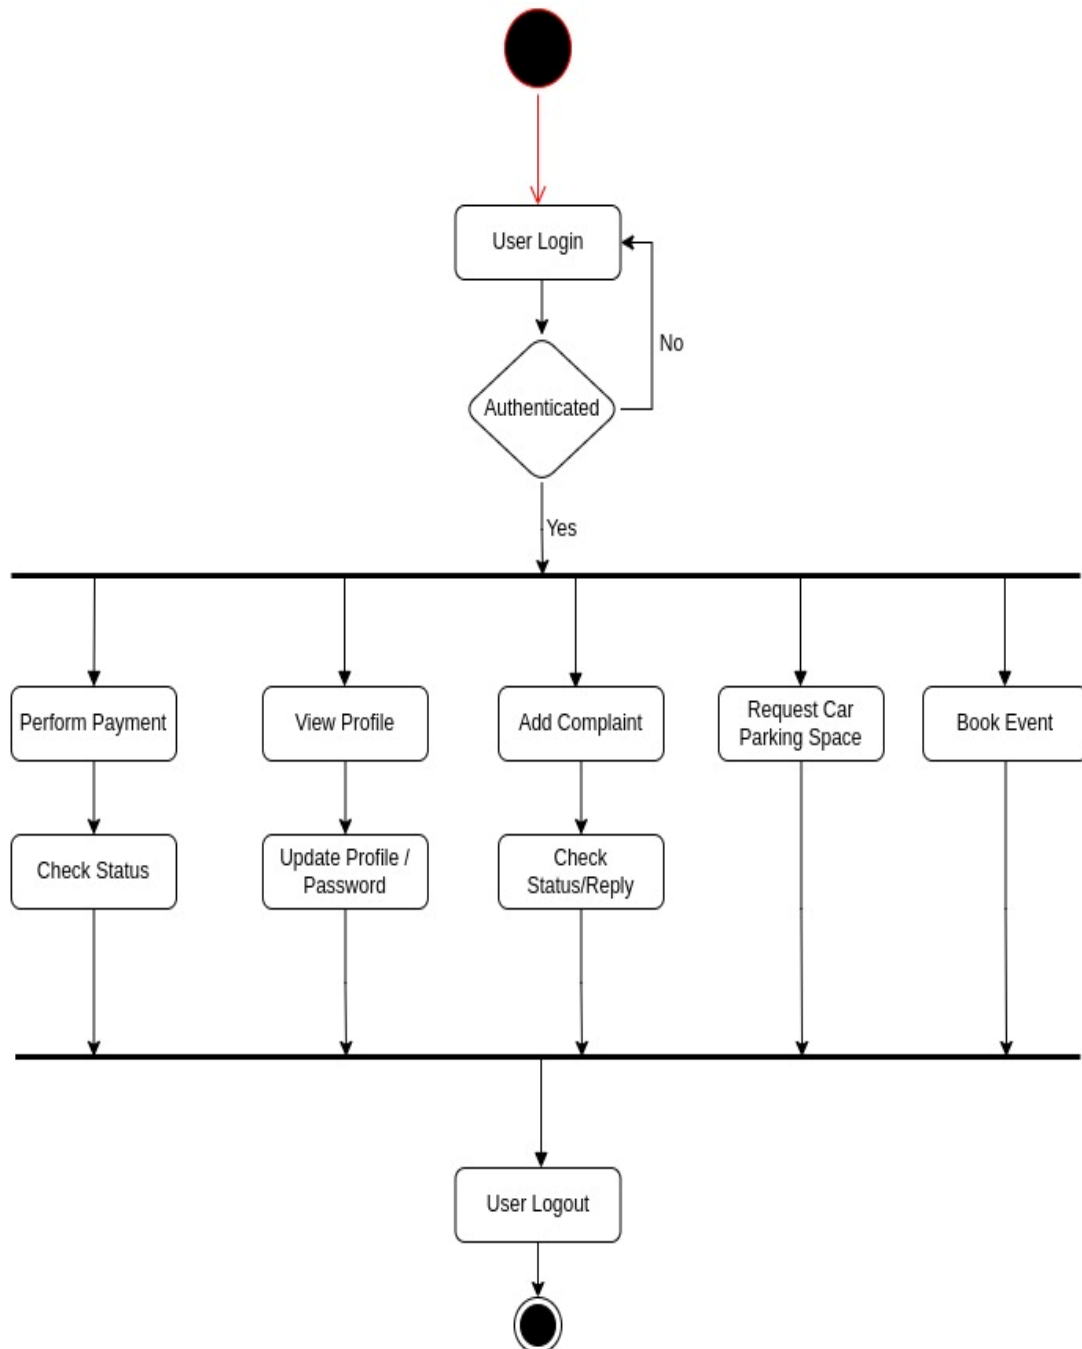 User Login
No
Authenticated
Yes
Perform Payment
View Profile
Add Complaint
Request Car
Parking Space
Book Event
Check Status
Update Profile /
Password
Check
Status/Reply
User Logout